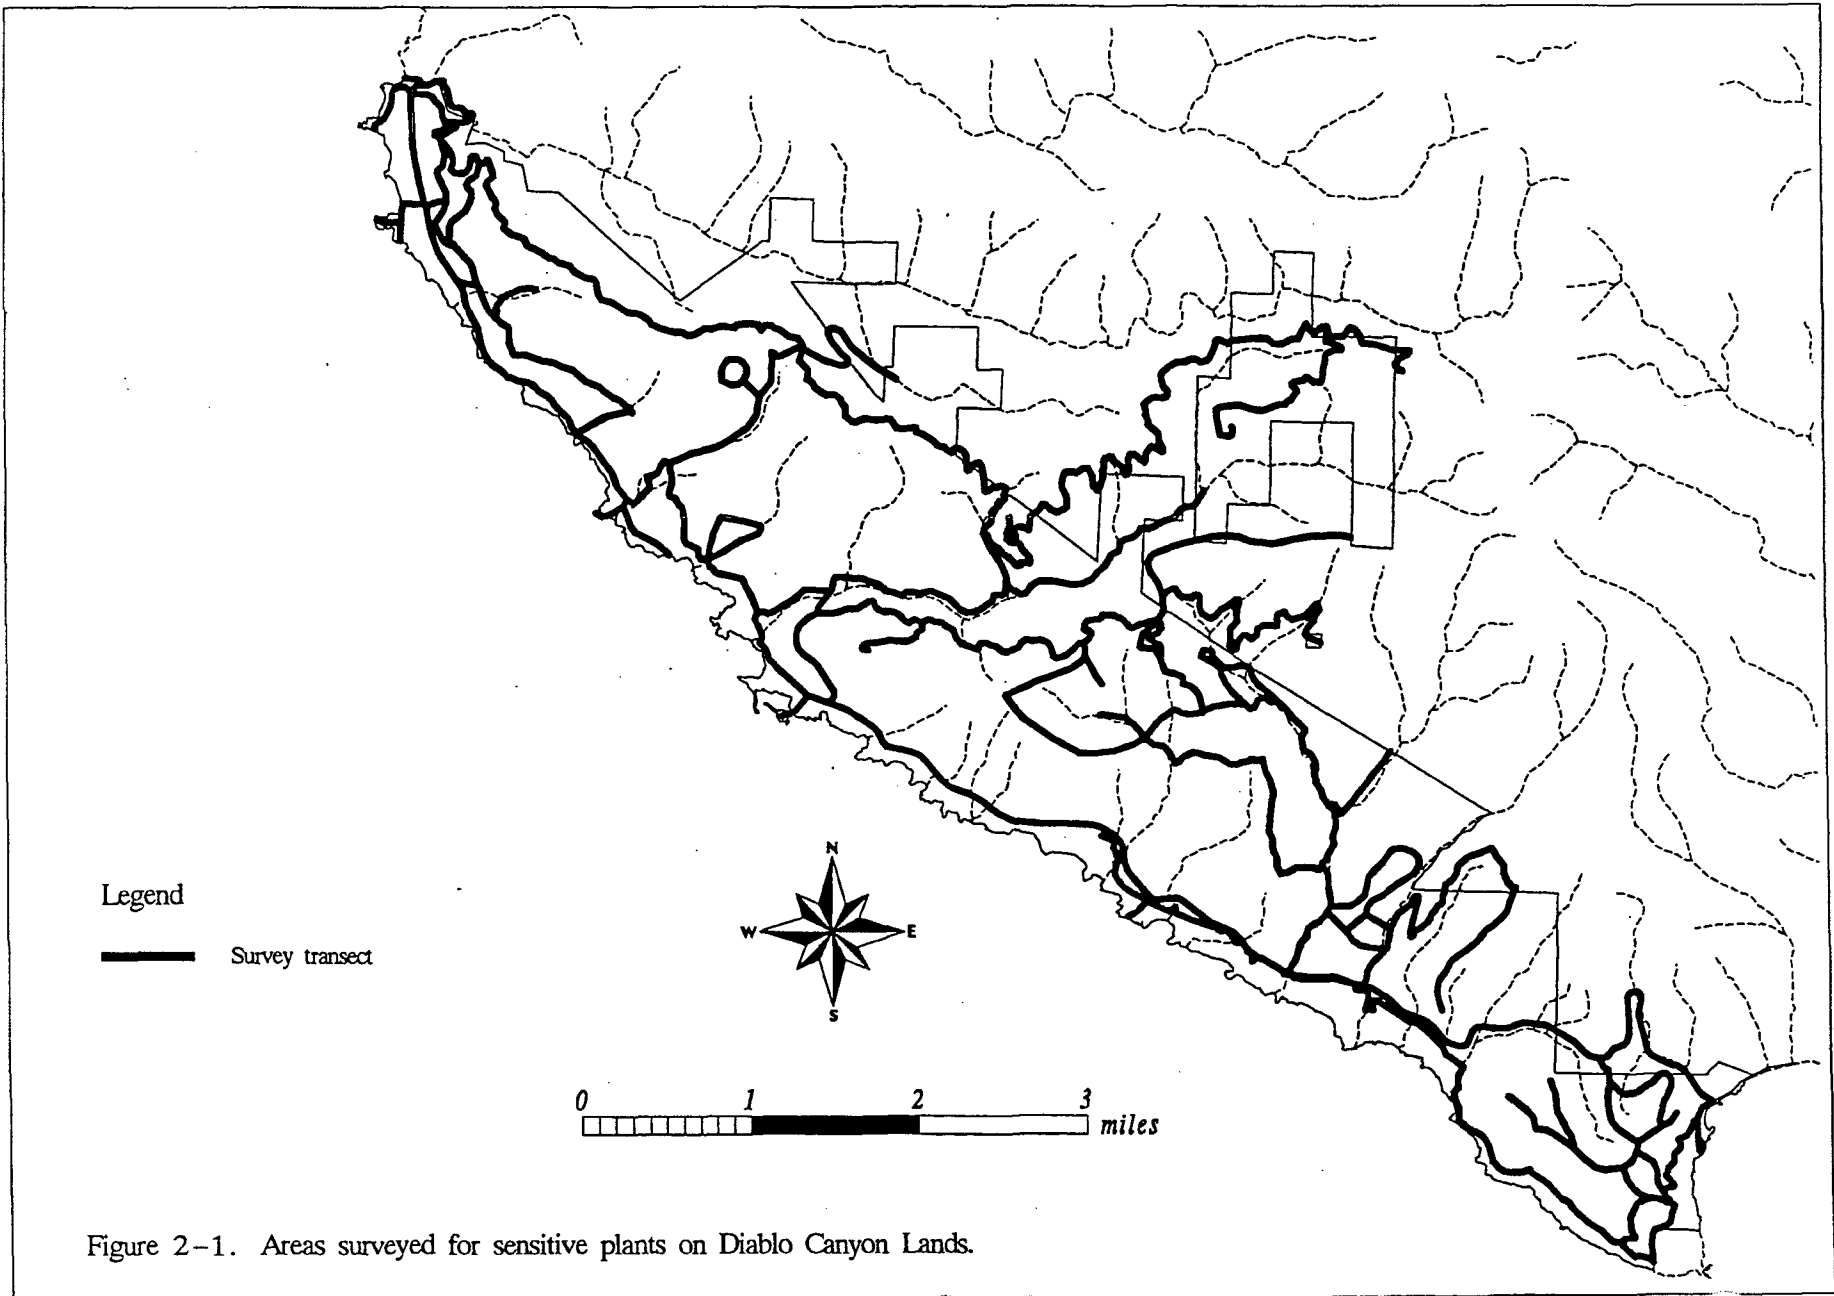 Legend
Survey transect
N
W E
S
0 1 2 3
miles
Figure 2-1. Areas surveyed for sensitive plants on Diablo Canyon Lands.